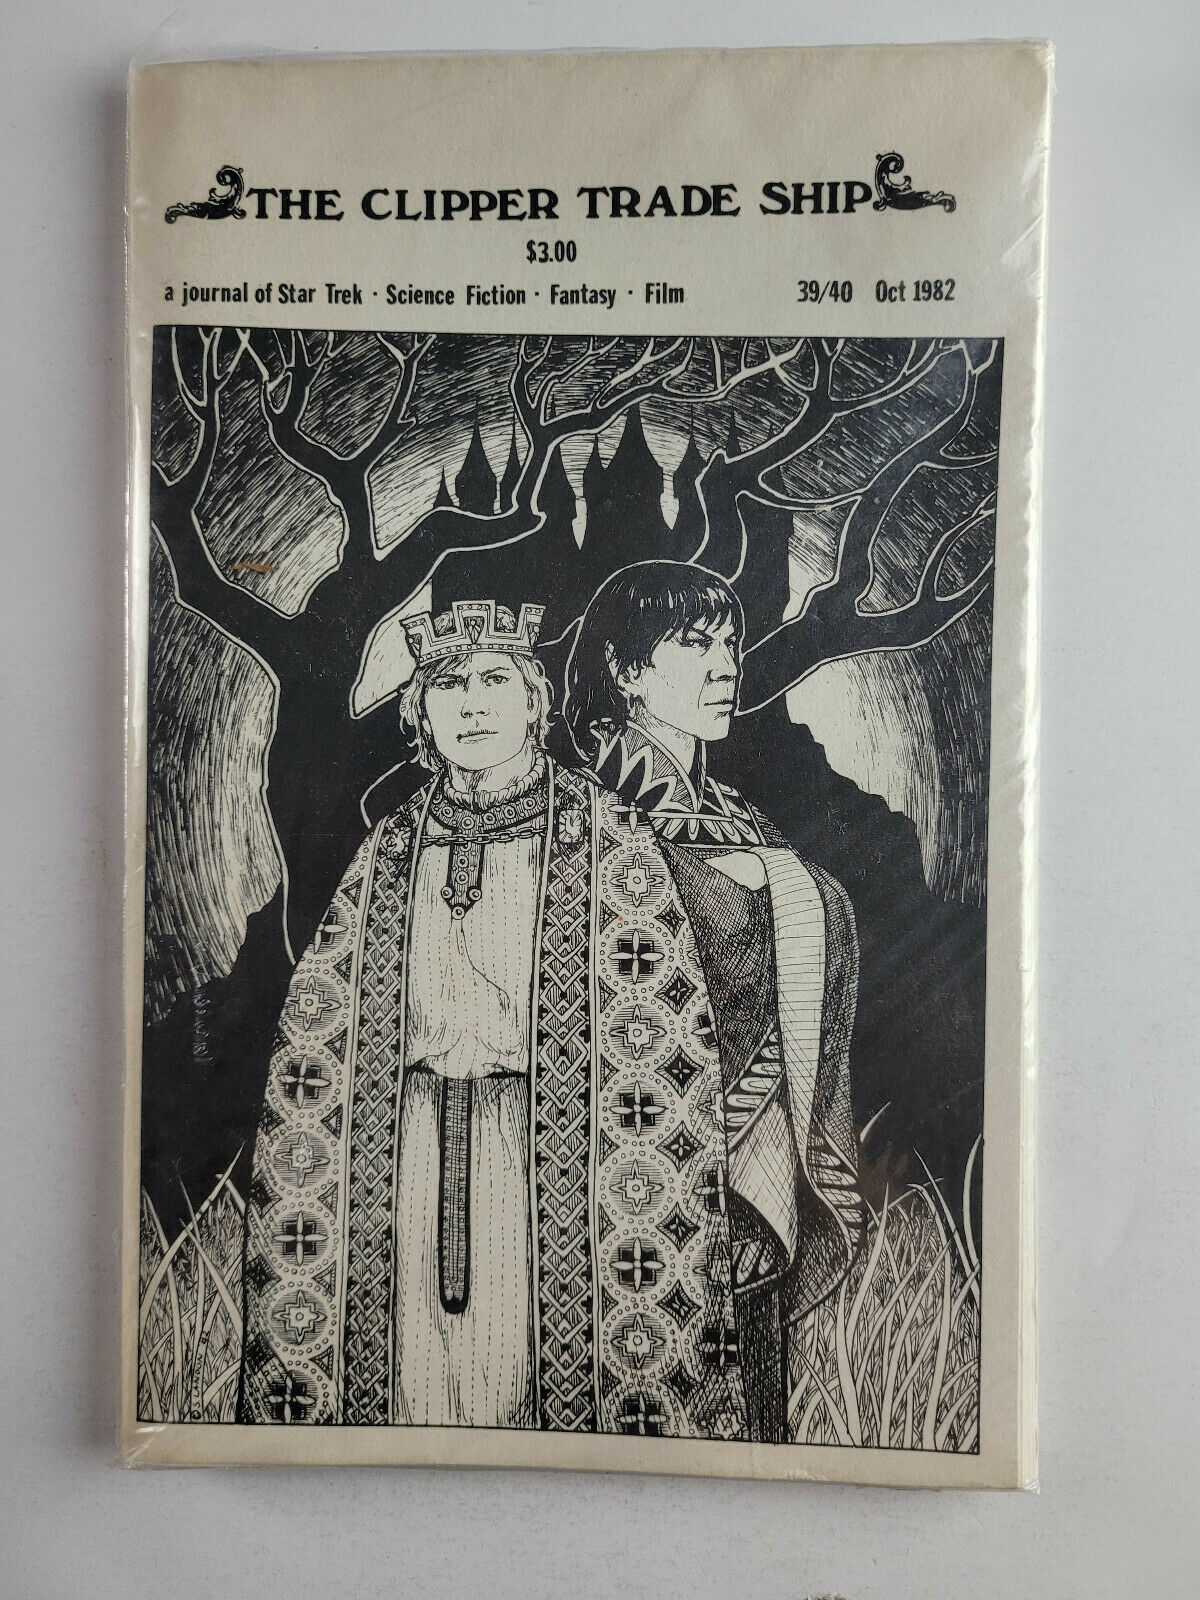 THE CLIPPER TRADE SHIP
$3.00
a journal of Star Trek · Science Fiction · Fantasy · Film 39/40 Oct 1982